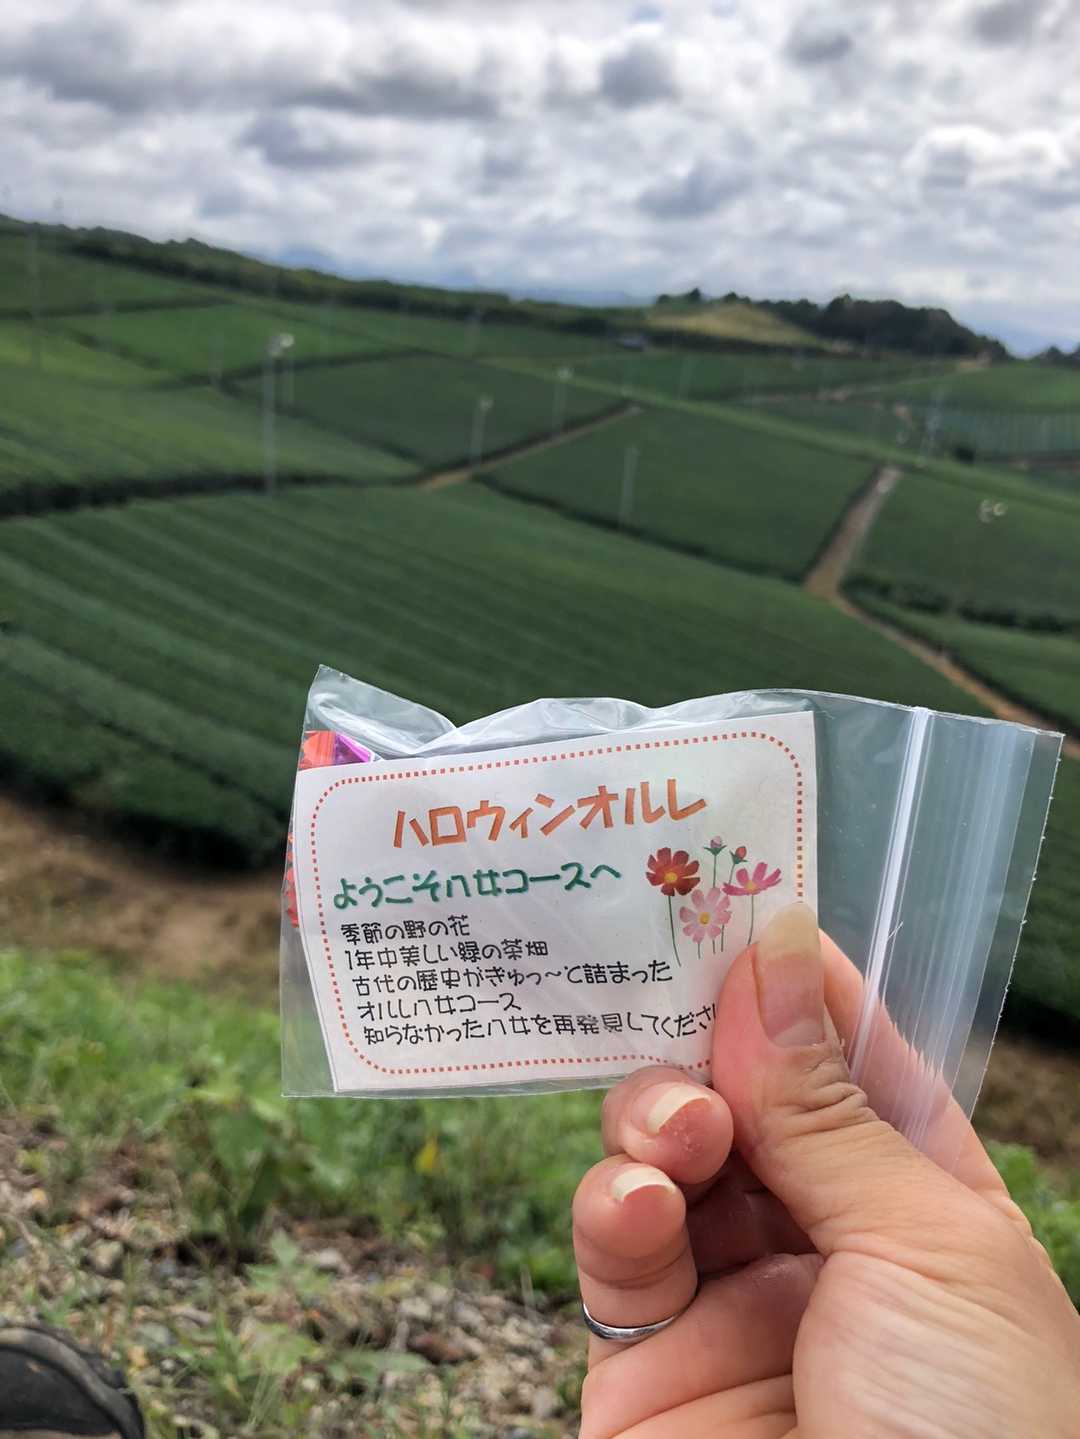 ハロウィンオルレ
ようこそ八女コースへ
季節の野の花
1年中美しい緑の茶畑
古代の歴史がぎゅっ～と詰まった
オルレ八女コース
知らなかった八女を再発見してくださ